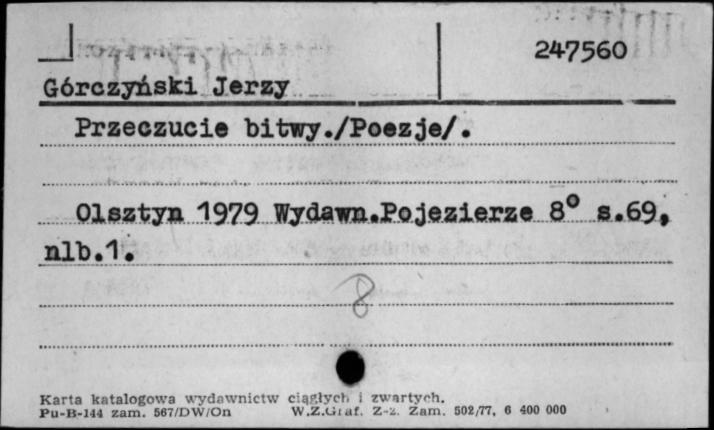 247560
Górczyński Jerzy
Przeczucie bitwy./Poezje/.
Olsztyn 1979 Wydawn.Pojezierze 8° s.69,
nlb.1.
8
Karta katalogowa wydawnictw ciągłych i zwartych.
Pu-B-144 zam. 567/DW/On W.Z.Graf. Z-z. Zam. 502/77, 6 400 000